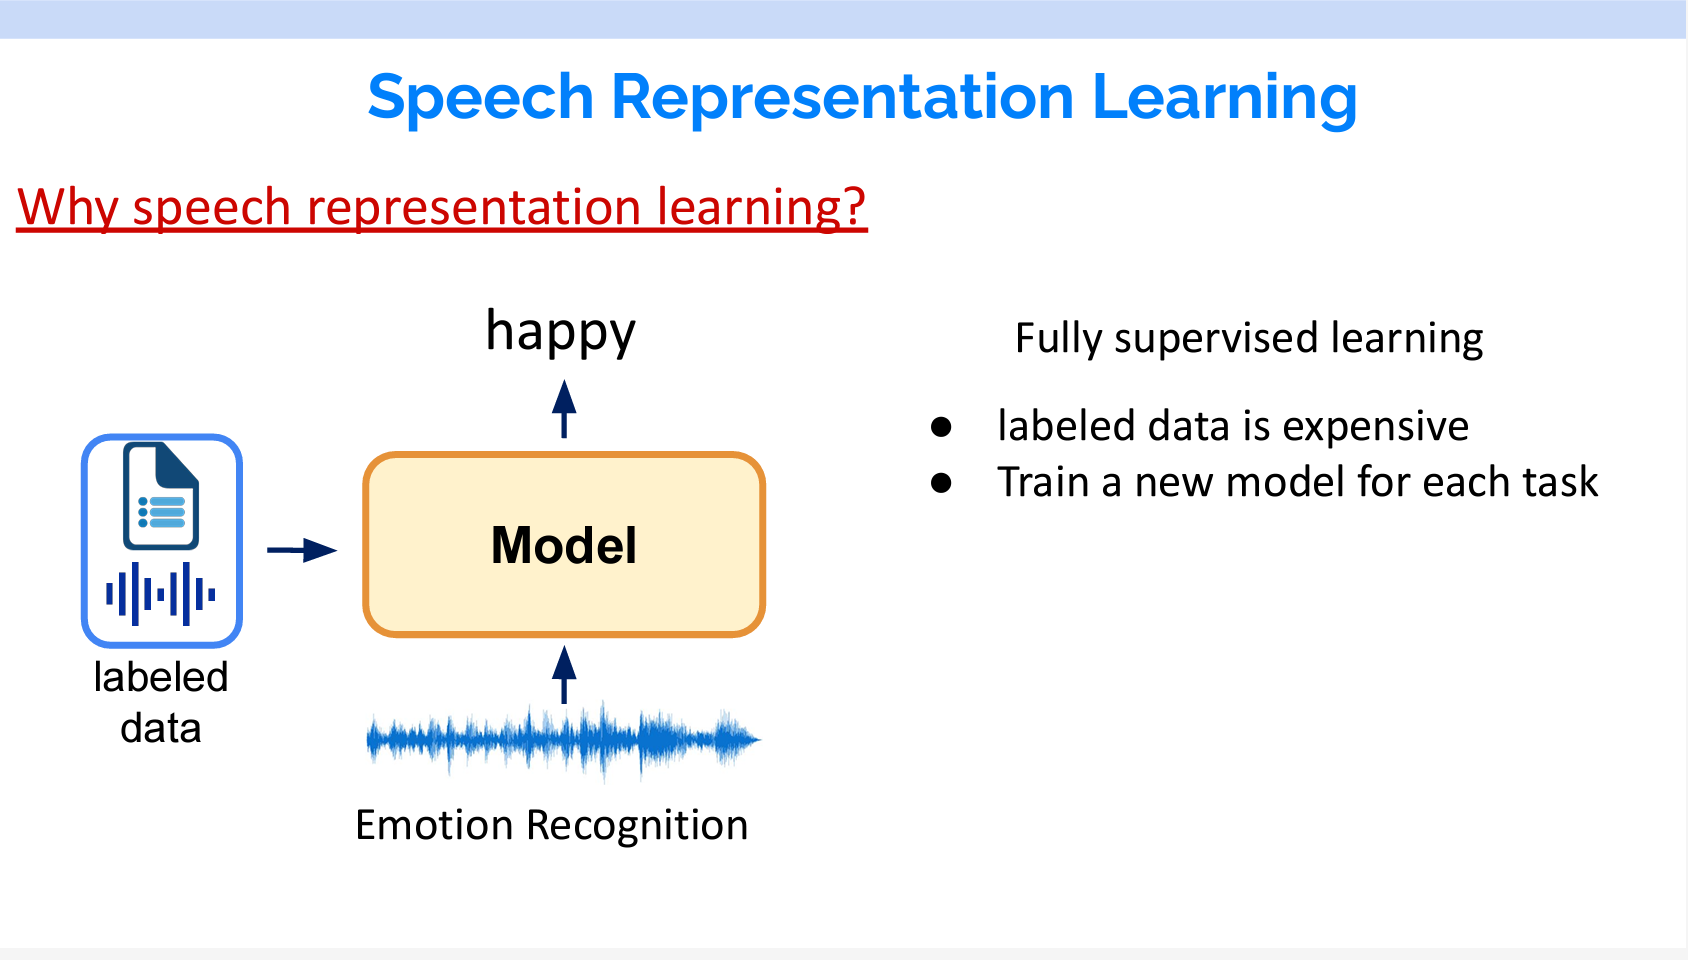 Speech Representation Learning
Why speech representation learning?
happy
Model
labeled
data
Emotion Recognition
Fully supervised learning
● labeled data is expensive
● Train a new model for each task